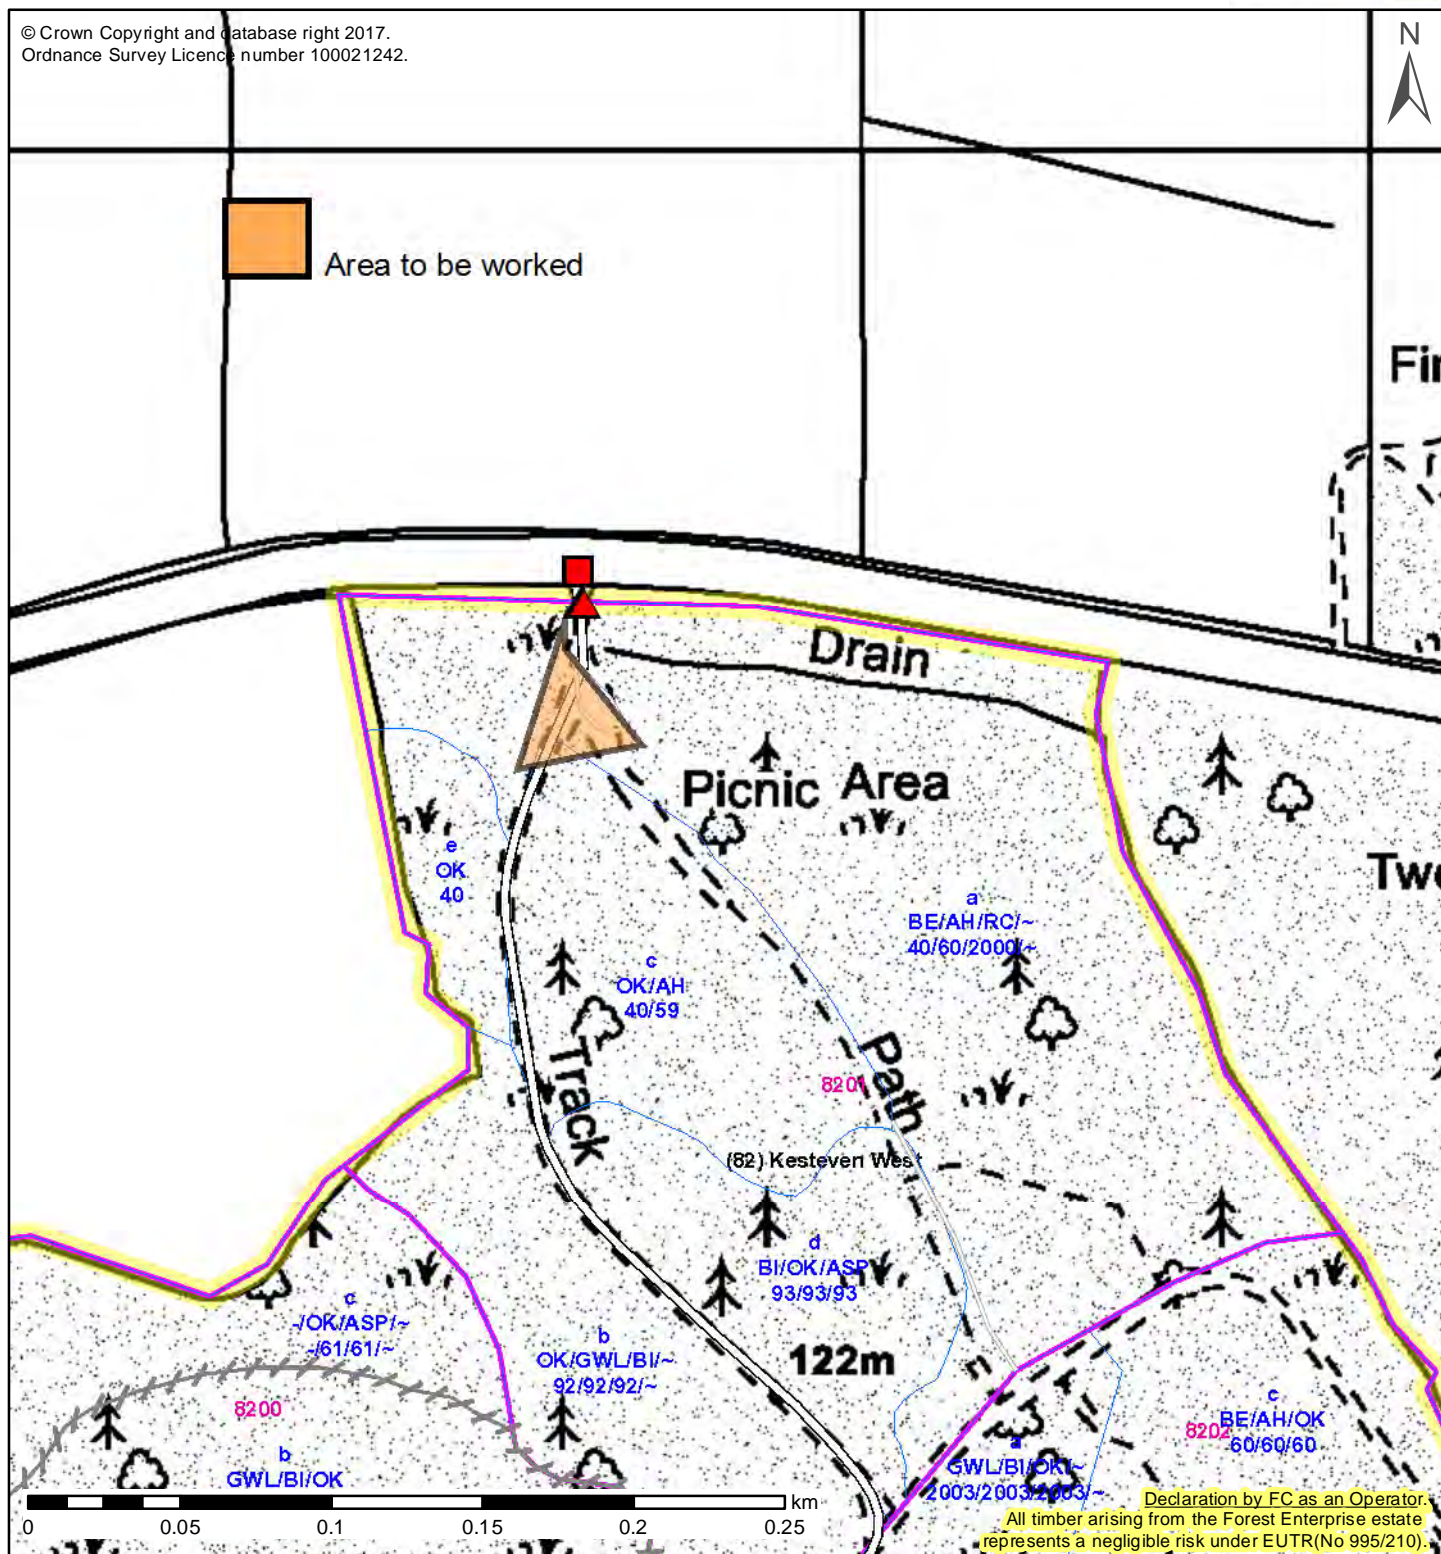 © Crown Copyright and database right 2017.
Ordnance Survey Licence number 100021242.
N
Area to be worked
Drain
Picnic Area
e
OK
40
a
BE/AH/RC/~
40/60/2000/~
c
OK/AH
40/59
Track
Path
8201
(82) Kesteven West
d
BI/OK/ASP
93/93/93
c
-/OK/ASP/~
-/61/61/~
b
OK/GWL/BI/~
92/92/92/~
122m
8200
b
GWL/BI/OK
c
BE/AH/OK
60/60/60
8202
a
GWL/BI/OK/~
2003/2003/2003/~
km
0 0.05 0.1 0.15 0.2 0.25
Declaration by FC as an Operator.
All timber arising from the Forest Enterprise estate
represents a negligible risk under EUTR(No 995/210).